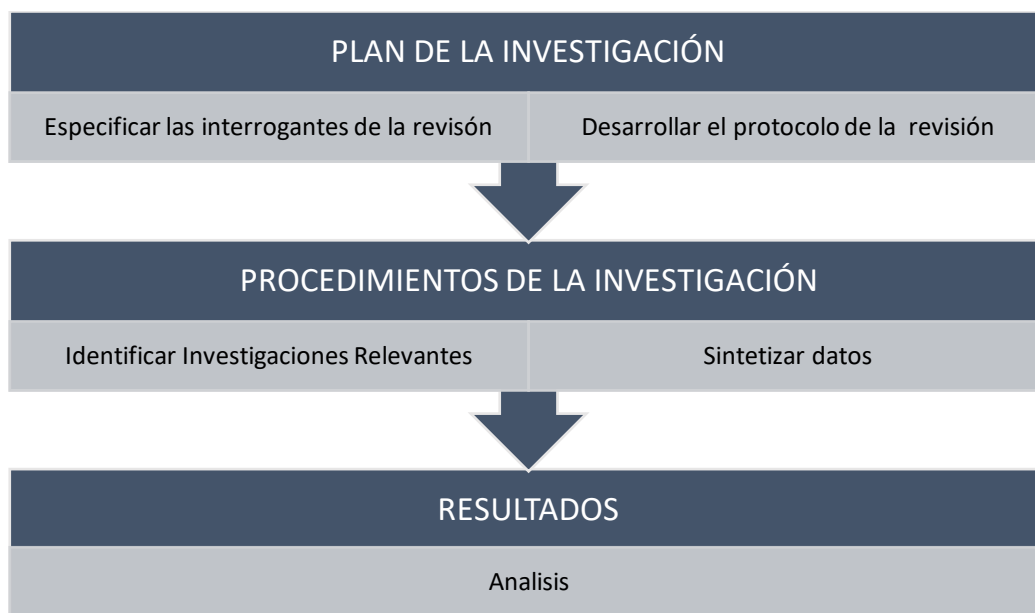 PLAN DE LA INVESTIGACIÓN
Especificar las interrogantes de la revisón
Desarrollar el protocolo de la revisión
PROCEDIMIENTOS DE LA INVESTIGACIÓN
Identificar Investigaciones Relevantes
Sintetizar datos
RESULTADOS
Analisis